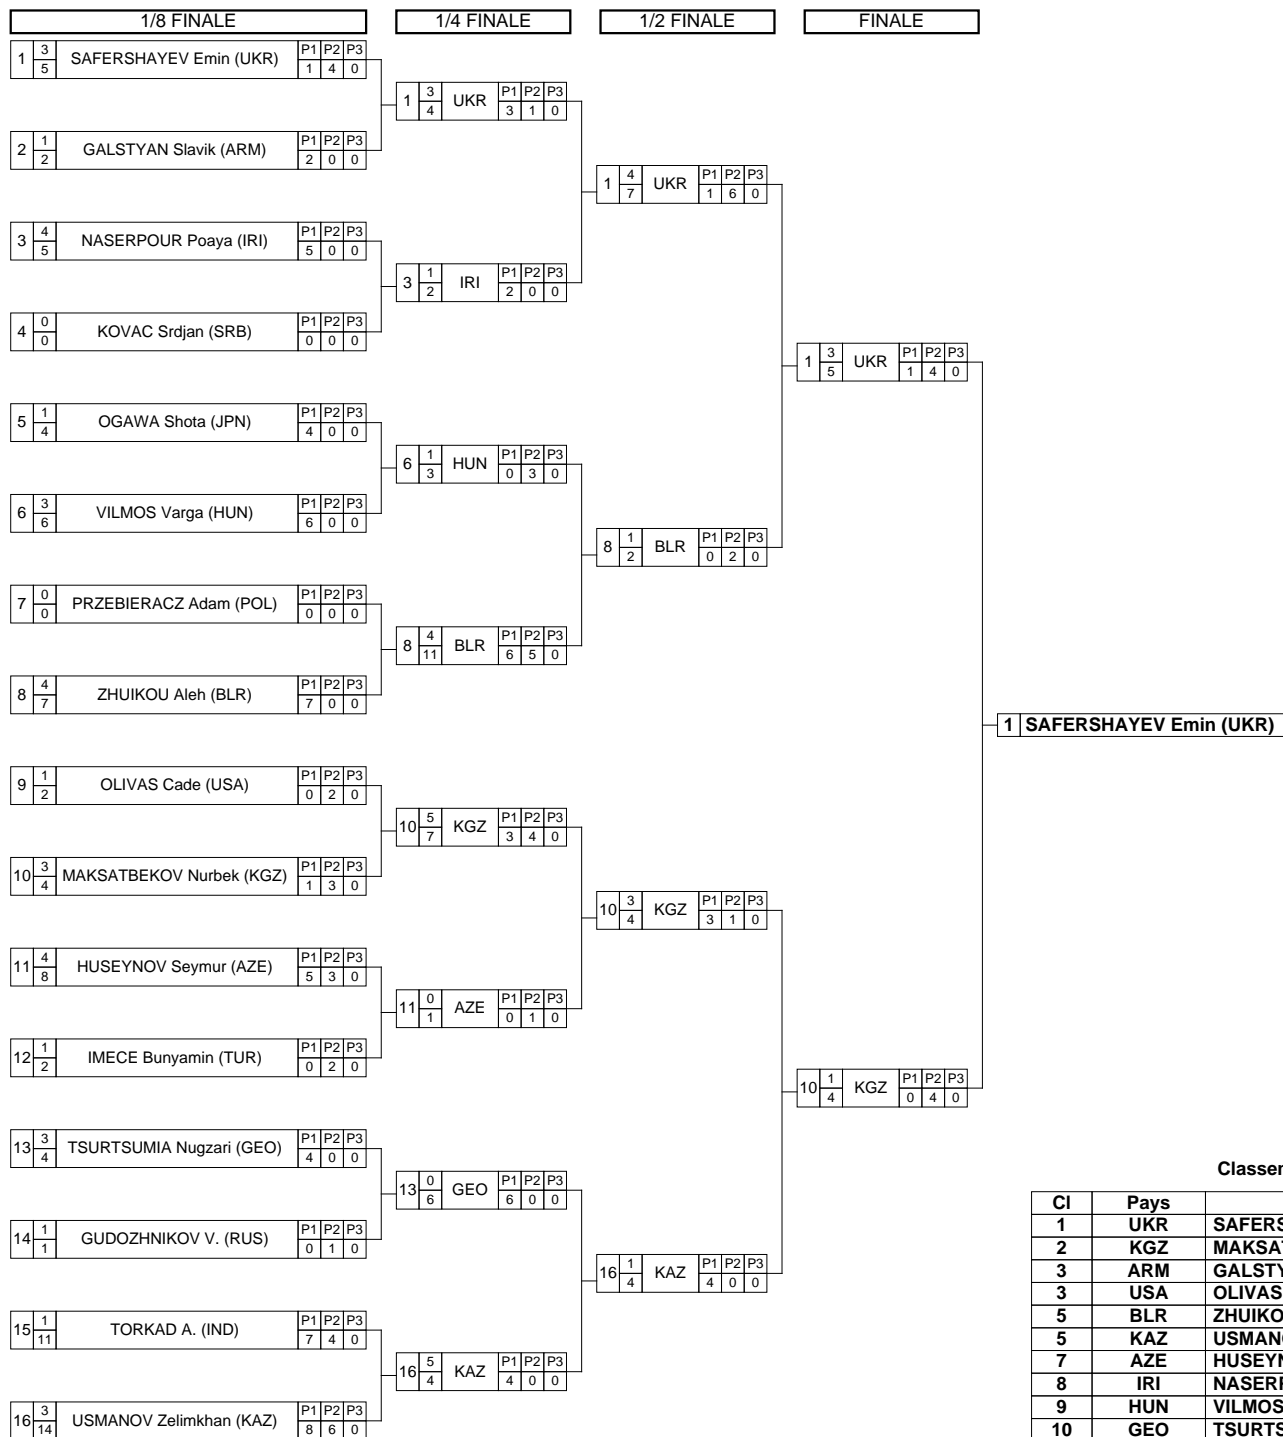 1/8 FINALE 1/4 FINALE 1/2 FINALE FINALE
1 3 5 SAFERSHAYEV Emin (UKR) P1 P2 P3 1 4 0
2 1 2 GALSTYAN Slavik (ARM) P1 P2 P3 2 0 0
3 4 5 NASERPOUR Poaya (IRI) P1 P2 P3 5 0 0
4 0 0 KOVAC Srdjan (SRB) P1 P2 P3 0 0 0
5 1 4 OGAWA Shota (JPN) P1 P2 P3 4 0 0
6 3 6 VILMOS Varga (HUN) P1 P2 P3 6 0 0
7 0 0 PRZEBIERACZ Adam (POL) P1 P2 P3 0 0 0
8 4 7 ZHUIKOU Aleh (BLR) P1 P2 P3 7 0 0
9 1 2 OLIVAS Cade (USA) P1 P2 P3 0 2 0
10 3 4 MAKSATBEKOV Nurbek (KGZ) P1 P2 P3 1 3 0
11 4 8 HUSEYNOV Seymur (AZE) P1 P2 P3 5 3 0
12 1 2 IMECE Bunyamin (TUR) P1 P2 P3 0 2 0
13 3 4 TSURTSUMIA Nugzari (GEO) P1 P2 P3 4 0 0
14 1 1 GUDOZHNIKOV V. (RUS) P1 P2 P3 0 1 0
15 1 11 TORKAD A. (IND) P1 P2 P3 7 4 0
16 3 14 USMANOV Zelimkhan (KAZ) P1 P2 P3 8 6 0
1 3 4 UKR P1 P2 P3 3 1 0
3 1 2 IRI P1 P2 P3 2 0 0
6 1 3 HUN P1 P2 P3 0 3 0
8 4 11 BLR P1 P2 P3 6 5 0
10 5 7 KGZ P1 P2 P3 3 4 0
11 0 1 AZE P1 P2 P3 0 1 0
13 0 6 GEO P1 P2 P3 6 0 0
16 5 4 KAZ P1 P2 P3 4 0 0
1 4 7 UKR P1 P2 P3 1 6 0
8 1 2 BLR P1 P2 P3 0 2 0
10 3 4 KGZ P1 P2 P3 3 1 0
16 1 4 KAZ P1 P2 P3 4 0 0
1 3 5 UKR P1 P2 P3 1 4 0
10 1 4 KGZ P1 P2 P3 0 4 0
1 SAFERSHAYEV Emin (UKR)
Classer
Cl Pays
1 UKR SAFERS
2 KGZ MAKSAT
3 ARM GALSTY
3 USA OLIVAS
5 BLR ZHUIKO
5 KAZ USMAN
7 AZE HUSEYN
8 IRI NASERP
9 HUN VILMOS
10 GEO TSURTS